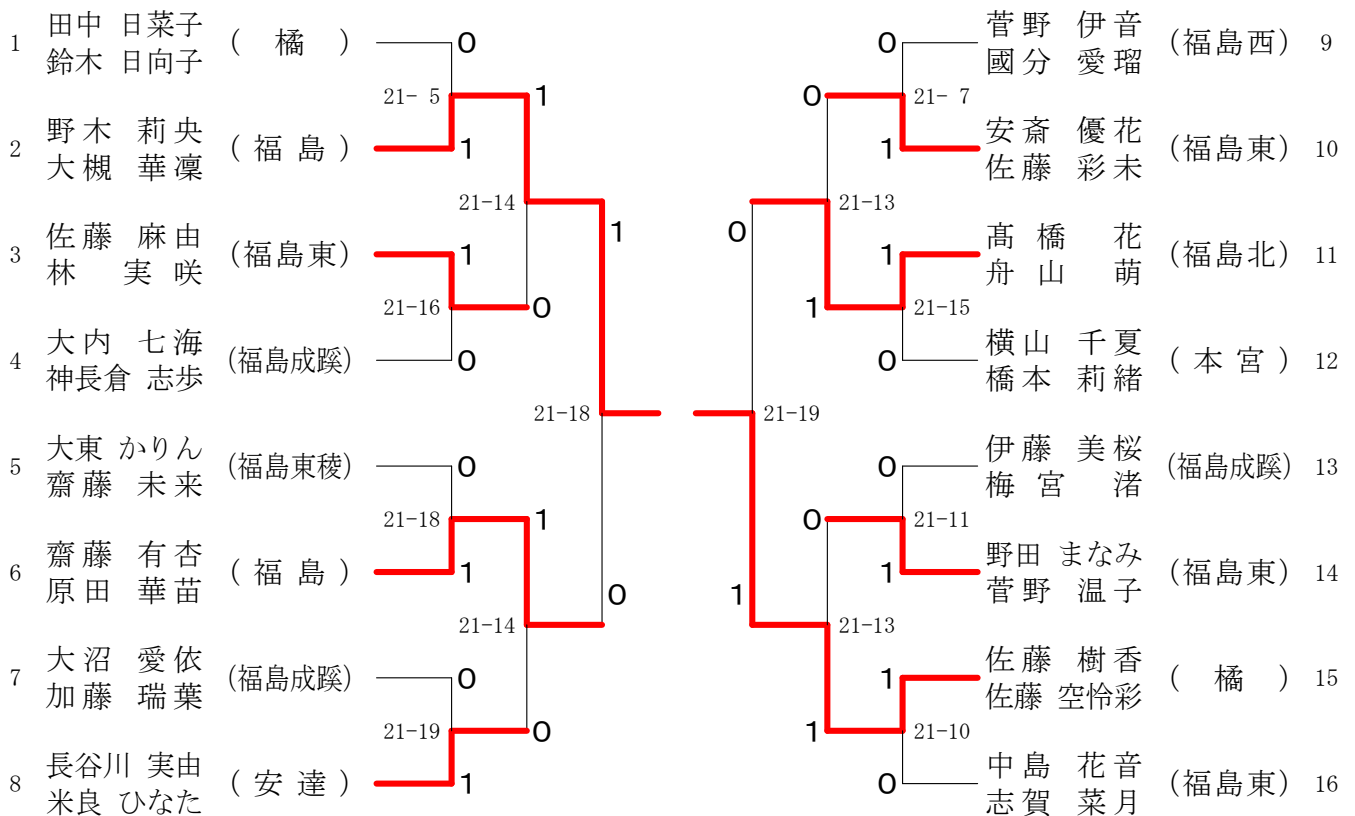 1 田中 日菜子 鈴木 日向子 ( 橘 ) 0
21- 5 1
2 野木 莉央 大槻 華凜 ( 福島 ) 1
21-14 1
3 佐藤 麻由 林 実咲 (福島東) 1
21-16 0
4 大内 七海 神長倉 志歩 (福島成蹊) 0
21-18
5 大東 かりん 齋藤 未来 (福島東稜) 0
21-18 1
6 齋藤 有杏 原田 華苗 ( 福島 ) 1
21-14 0
7 大沼 愛依 加藤 瑞葉 (福島成蹊) 0
21-19 0
8 長谷川 実由 米良 ひなた ( 安達 ) 1
0 菅野 伊音 國分 愛瑠 (福島西) 9
0 21- 7
1 安斎 優花 佐藤 彩未 (福島東) 10
0 21-13
1 髙橋 花 舟山 萌 (福島北) 11
1 21-15
0 横山 千夏 橋本 莉緒 ( 本宮 ) 12
21-19
0 伊藤 美桜 梅宮 渚 (福島成蹊) 13
0 21-11
1 野田 まなみ 菅野 温子 (福島東) 14
1 21-13
1 佐藤 樹香 佐藤 空怜彩 ( 橘 ) 15
1 21-10
0 中島 花音 志賀 菜月 (福島東) 16